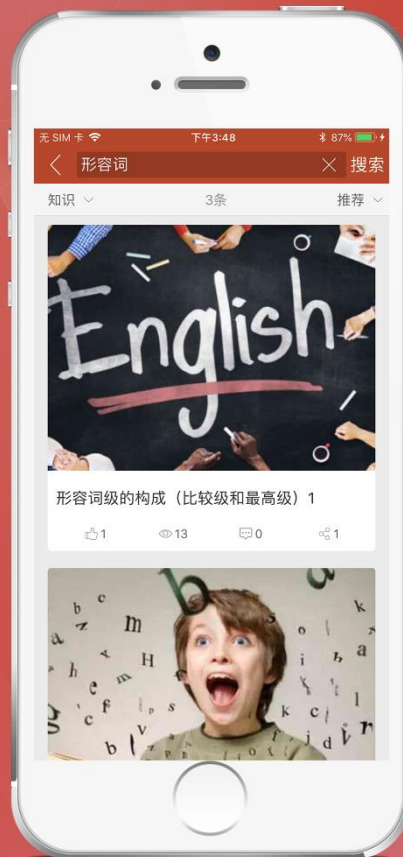 无 SIM 卡 下午3:48 87%
形容词 搜索
知识 3条 推荐
English
形容词级的构成（比较级和最高级）1
1 13 0 1
b c k
z m o l
a H i h a
h e m
g c f i p s k c j l
b v d i r